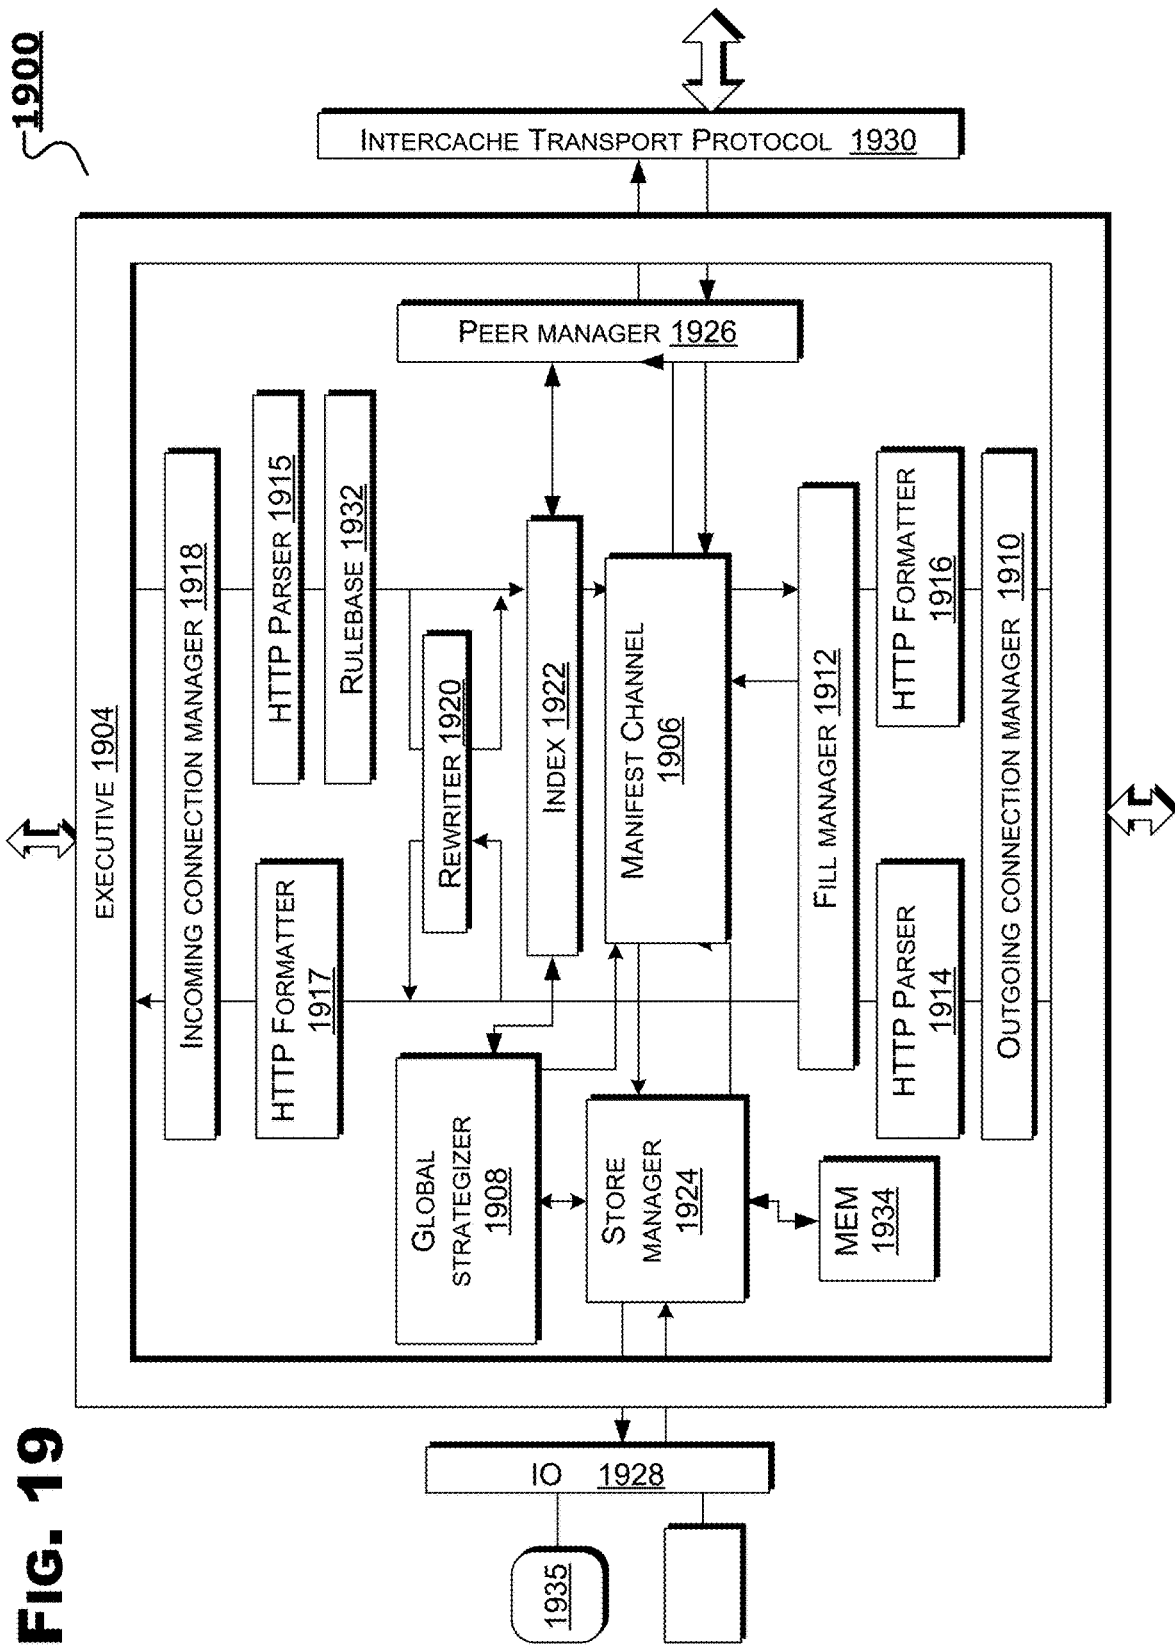 1900
EXECUTIVE 1904
INCOMING CONNECTION MANAGER 1918
HTTP FORMATTER
1917
HTTP PARSER 1915
RULEBASE 1932
REWRITER 1920
GLOBAL
STRATEGIZER
1908
INDEX 1922
PEER MANAGER 1926
INTERCACHE TRANSPORT PROTOCOL 1930
MANIFEST CHANNEL
1906
STORE
MANAGER
1924
IO 1928
1935
MEM
1934
FILL MANAGER 1912
HTTP PARSER
1914
HTTP FORMATTER
1916
OUTGOING CONNECTION MANAGER 1910
FIG. 19